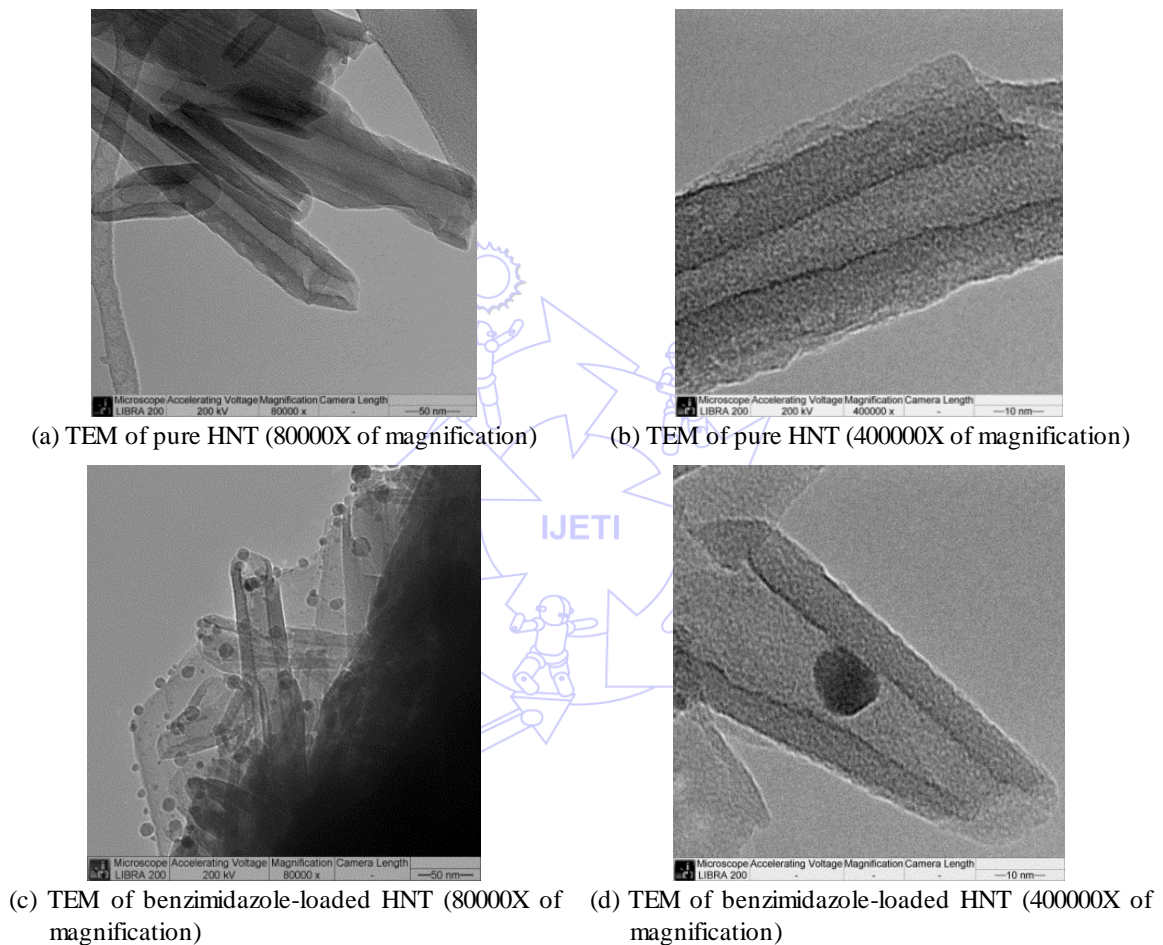 Microscope Accelerating Voltage Magnification Camera Length
LIBRA 200 200 kV 80000 x - —50 nm—
(a) TEM of pure HNT (80000X of magnification)
Microscope Accelerating Voltage Magnification Camera Length
LIBRA 200 200 kV 400000 x - —10 nm—
(b) TEM of pure HNT (400000X of magnification)
IJETI
Microscope Accelerating Voltage Magnification Camera Length
LIBRA 200 200 kV 80000 x - —50 nm—
(c) TEM of benzimidazole-loaded HNT (80000X of
magnification)
Microscope Accelerating Voltage Magnification Camera Length
LIBRA 200 - - - —10 nm—
(d) TEM of benzimidazole-loaded HNT (400000X of
magnification)